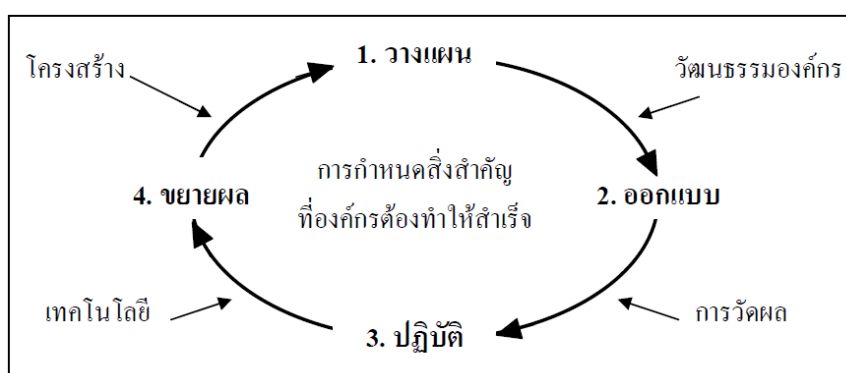 1. วางแผน
โครงสร้าง
วัฒนธรรมองค์กร
การกำหนดสิ่งสำคัญ
ที่องค์กรต้องทำให้สำเร็จ
4. ขยายผล
2. ออกแบบ
เทคโนโลยี
การวัดผล
3. ปฏิบัติ